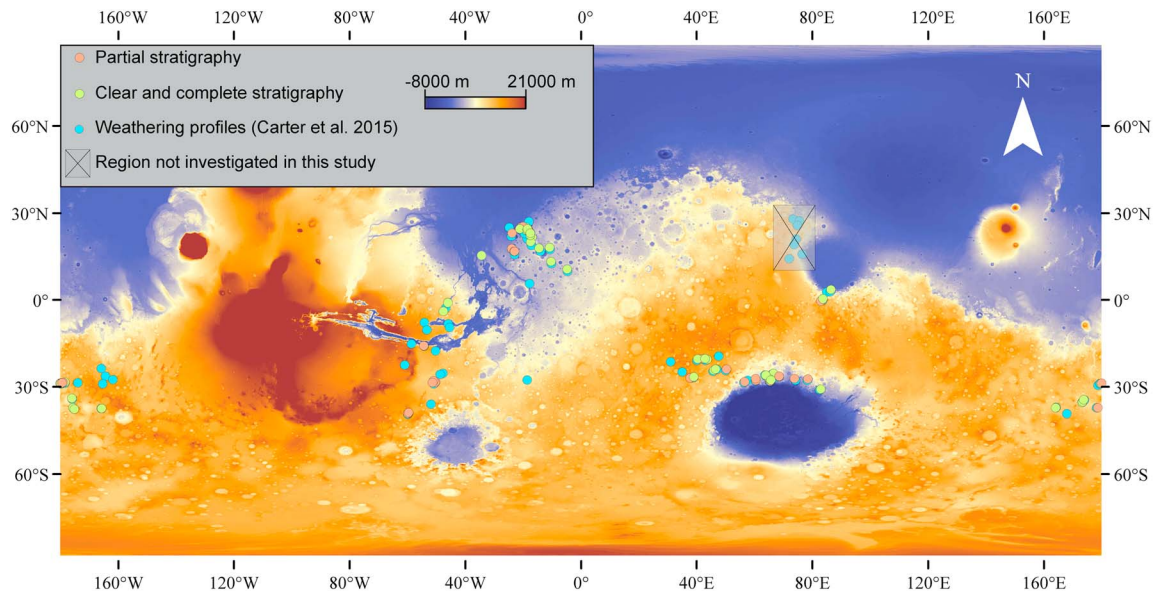 160°W 120°W 80°W 40°W 0° 40°E 80°E 120°E 160°E
Partial stratigraphy
-8000 m 21000 m
N
Clear and complete stratigraphy
Weathering profiles (Carter et al. 2015)
60°N 60°N
Region not investigated in this study
30°N 30°N
0° 0°
30°S 30°S
60°S 60°S
160°W 120°W 80°W 40°W 0° 40°E 80°E 120°E 160°E